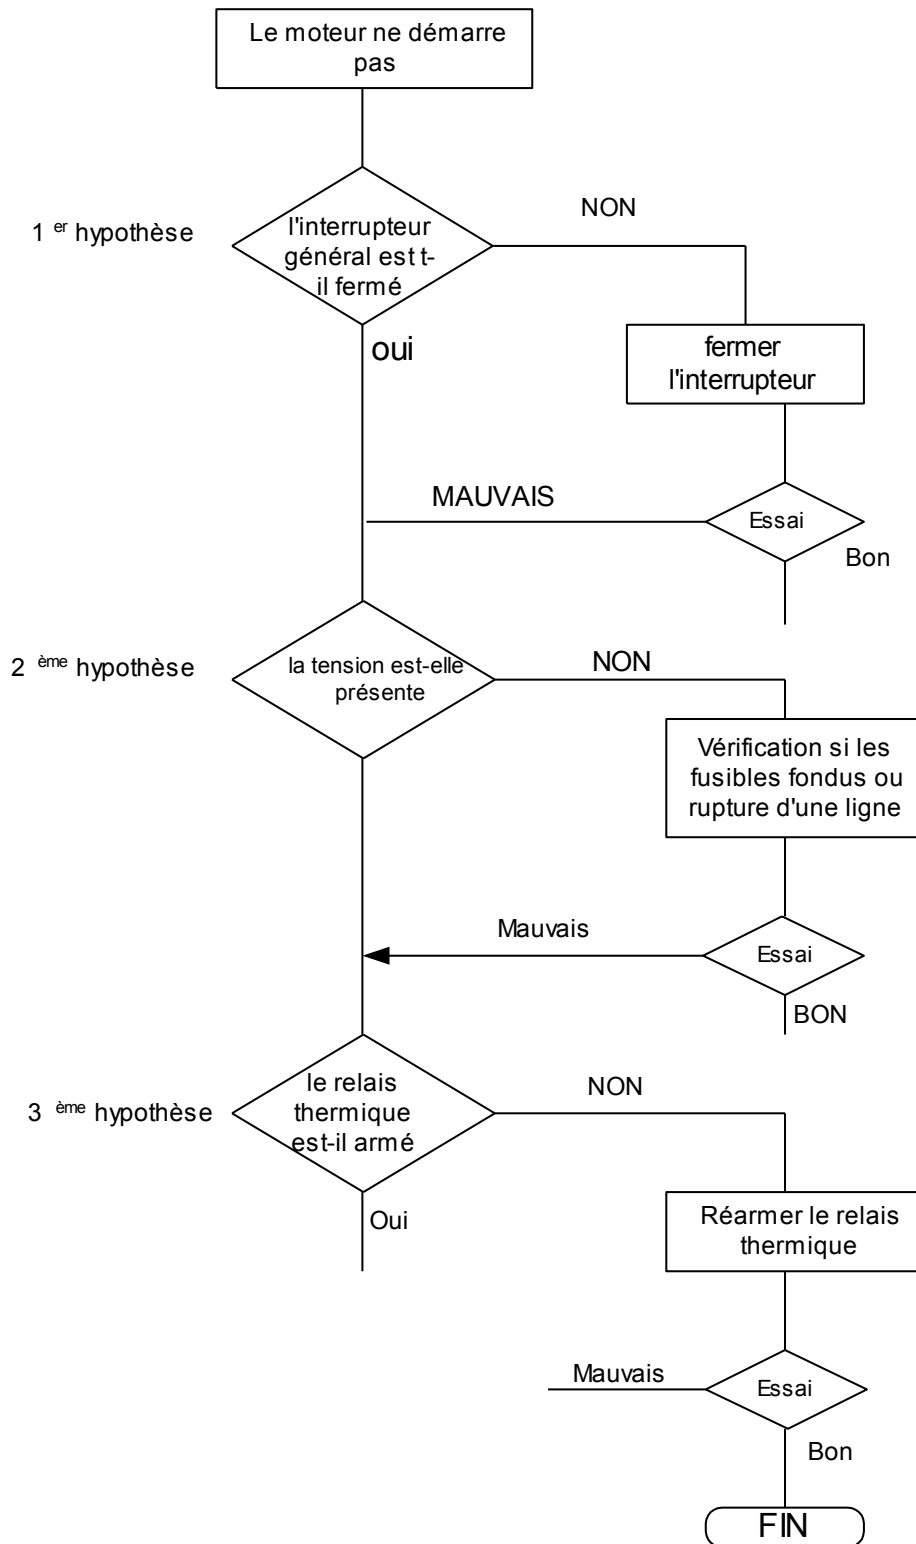 Le moteur ne démarre
pas
NON
1 er hypothèse
l'interrupteur
général est t-
il fermé
oui
fermer
l'interrupteur
MAUVAIS
Essai
Bon
2 ème hypothèse
la tension est-elle
présente
NON
Vérification si les
fusibles fondus ou
rupture d'une ligne
Mauvais
Essai
BON
3 ème hypothèse
le relais
thermique
est-il armé
NON
Oui
Réarmer le relais
thermique
Mauvais
Essai
Bon
FIN